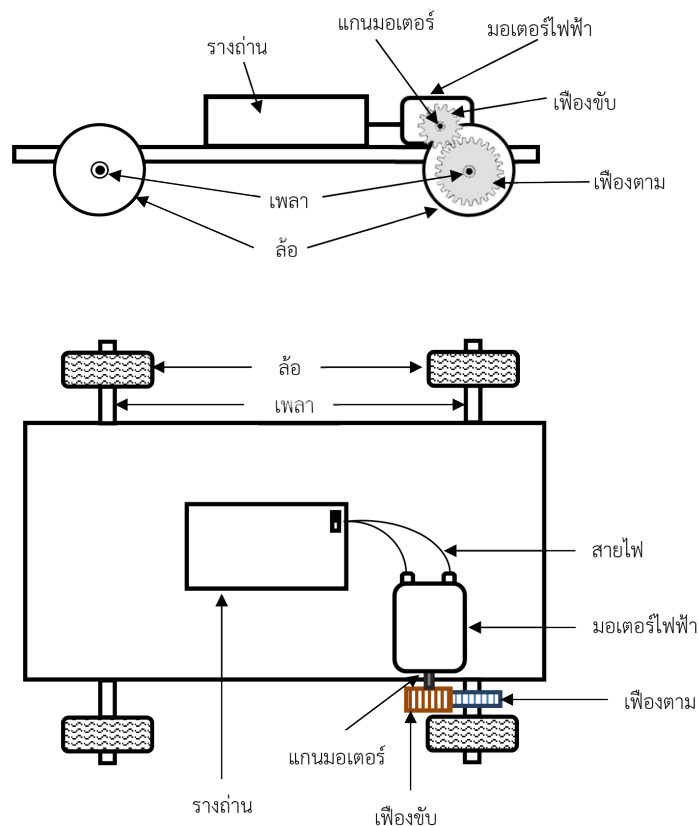 แกนมอเตอร์
มอเตอร์ไฟฟ้า
รางถ่าน
เฟืองขับ
เฟืองตาม
เพลา
ล้อ
ล้อ
เพลา
สายไฟ
มอเตอร์ไฟฟ้า
เฟืองตาม
แกนมอเตอร์
รางถ่าน
เฟืองขับ